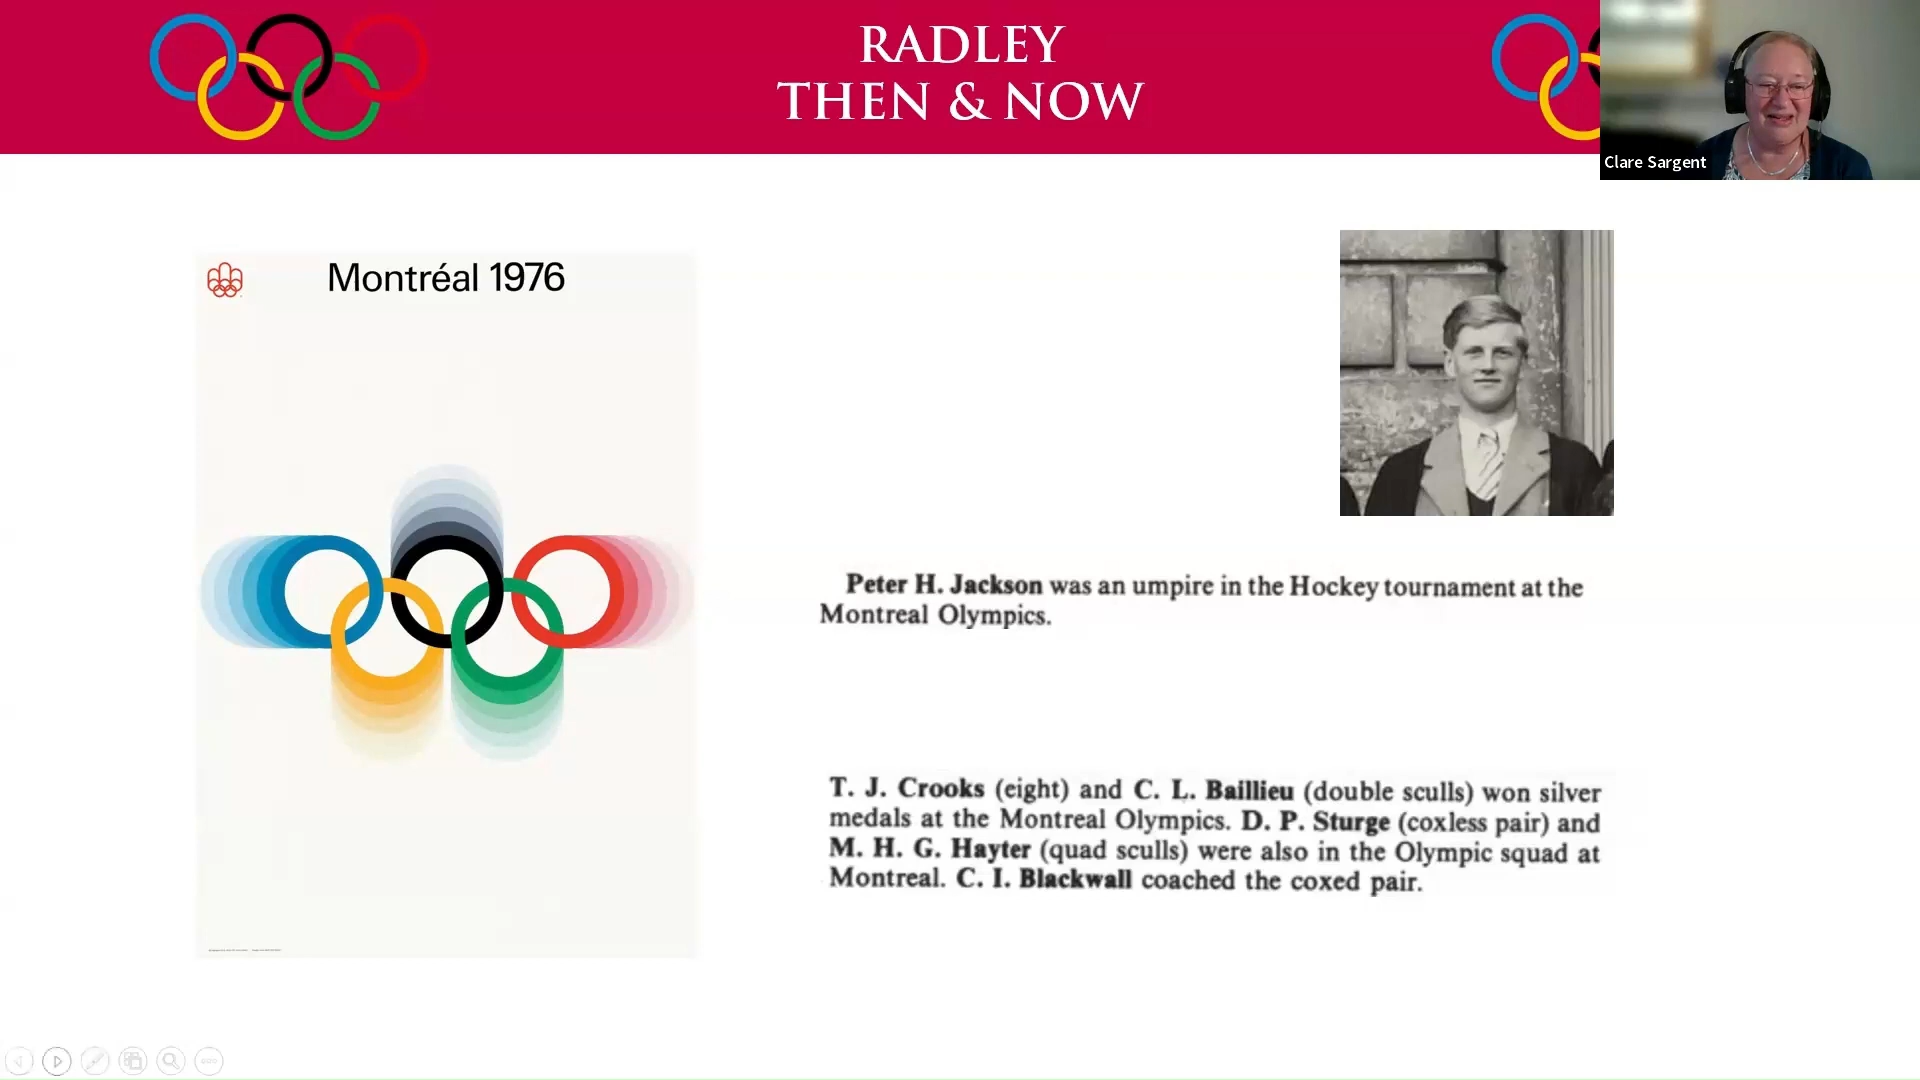 RADLEY
THEN & NOW
Clare Sargent
Montréal 1976
Peter H. Jackson was an umpire in the Hockey tournament at the
Montreal Olympics.
T. J. Crooks (eight) and C. L. Baillieu (double sculls) won silver
medals at the Montreal Olympics. D. P. Sturge (coxless pair) and
M. H. G. Hayter (quad sculls) were also in the Olympic squad at
Montreal. C. I. Blackwall coached the coxed pair.